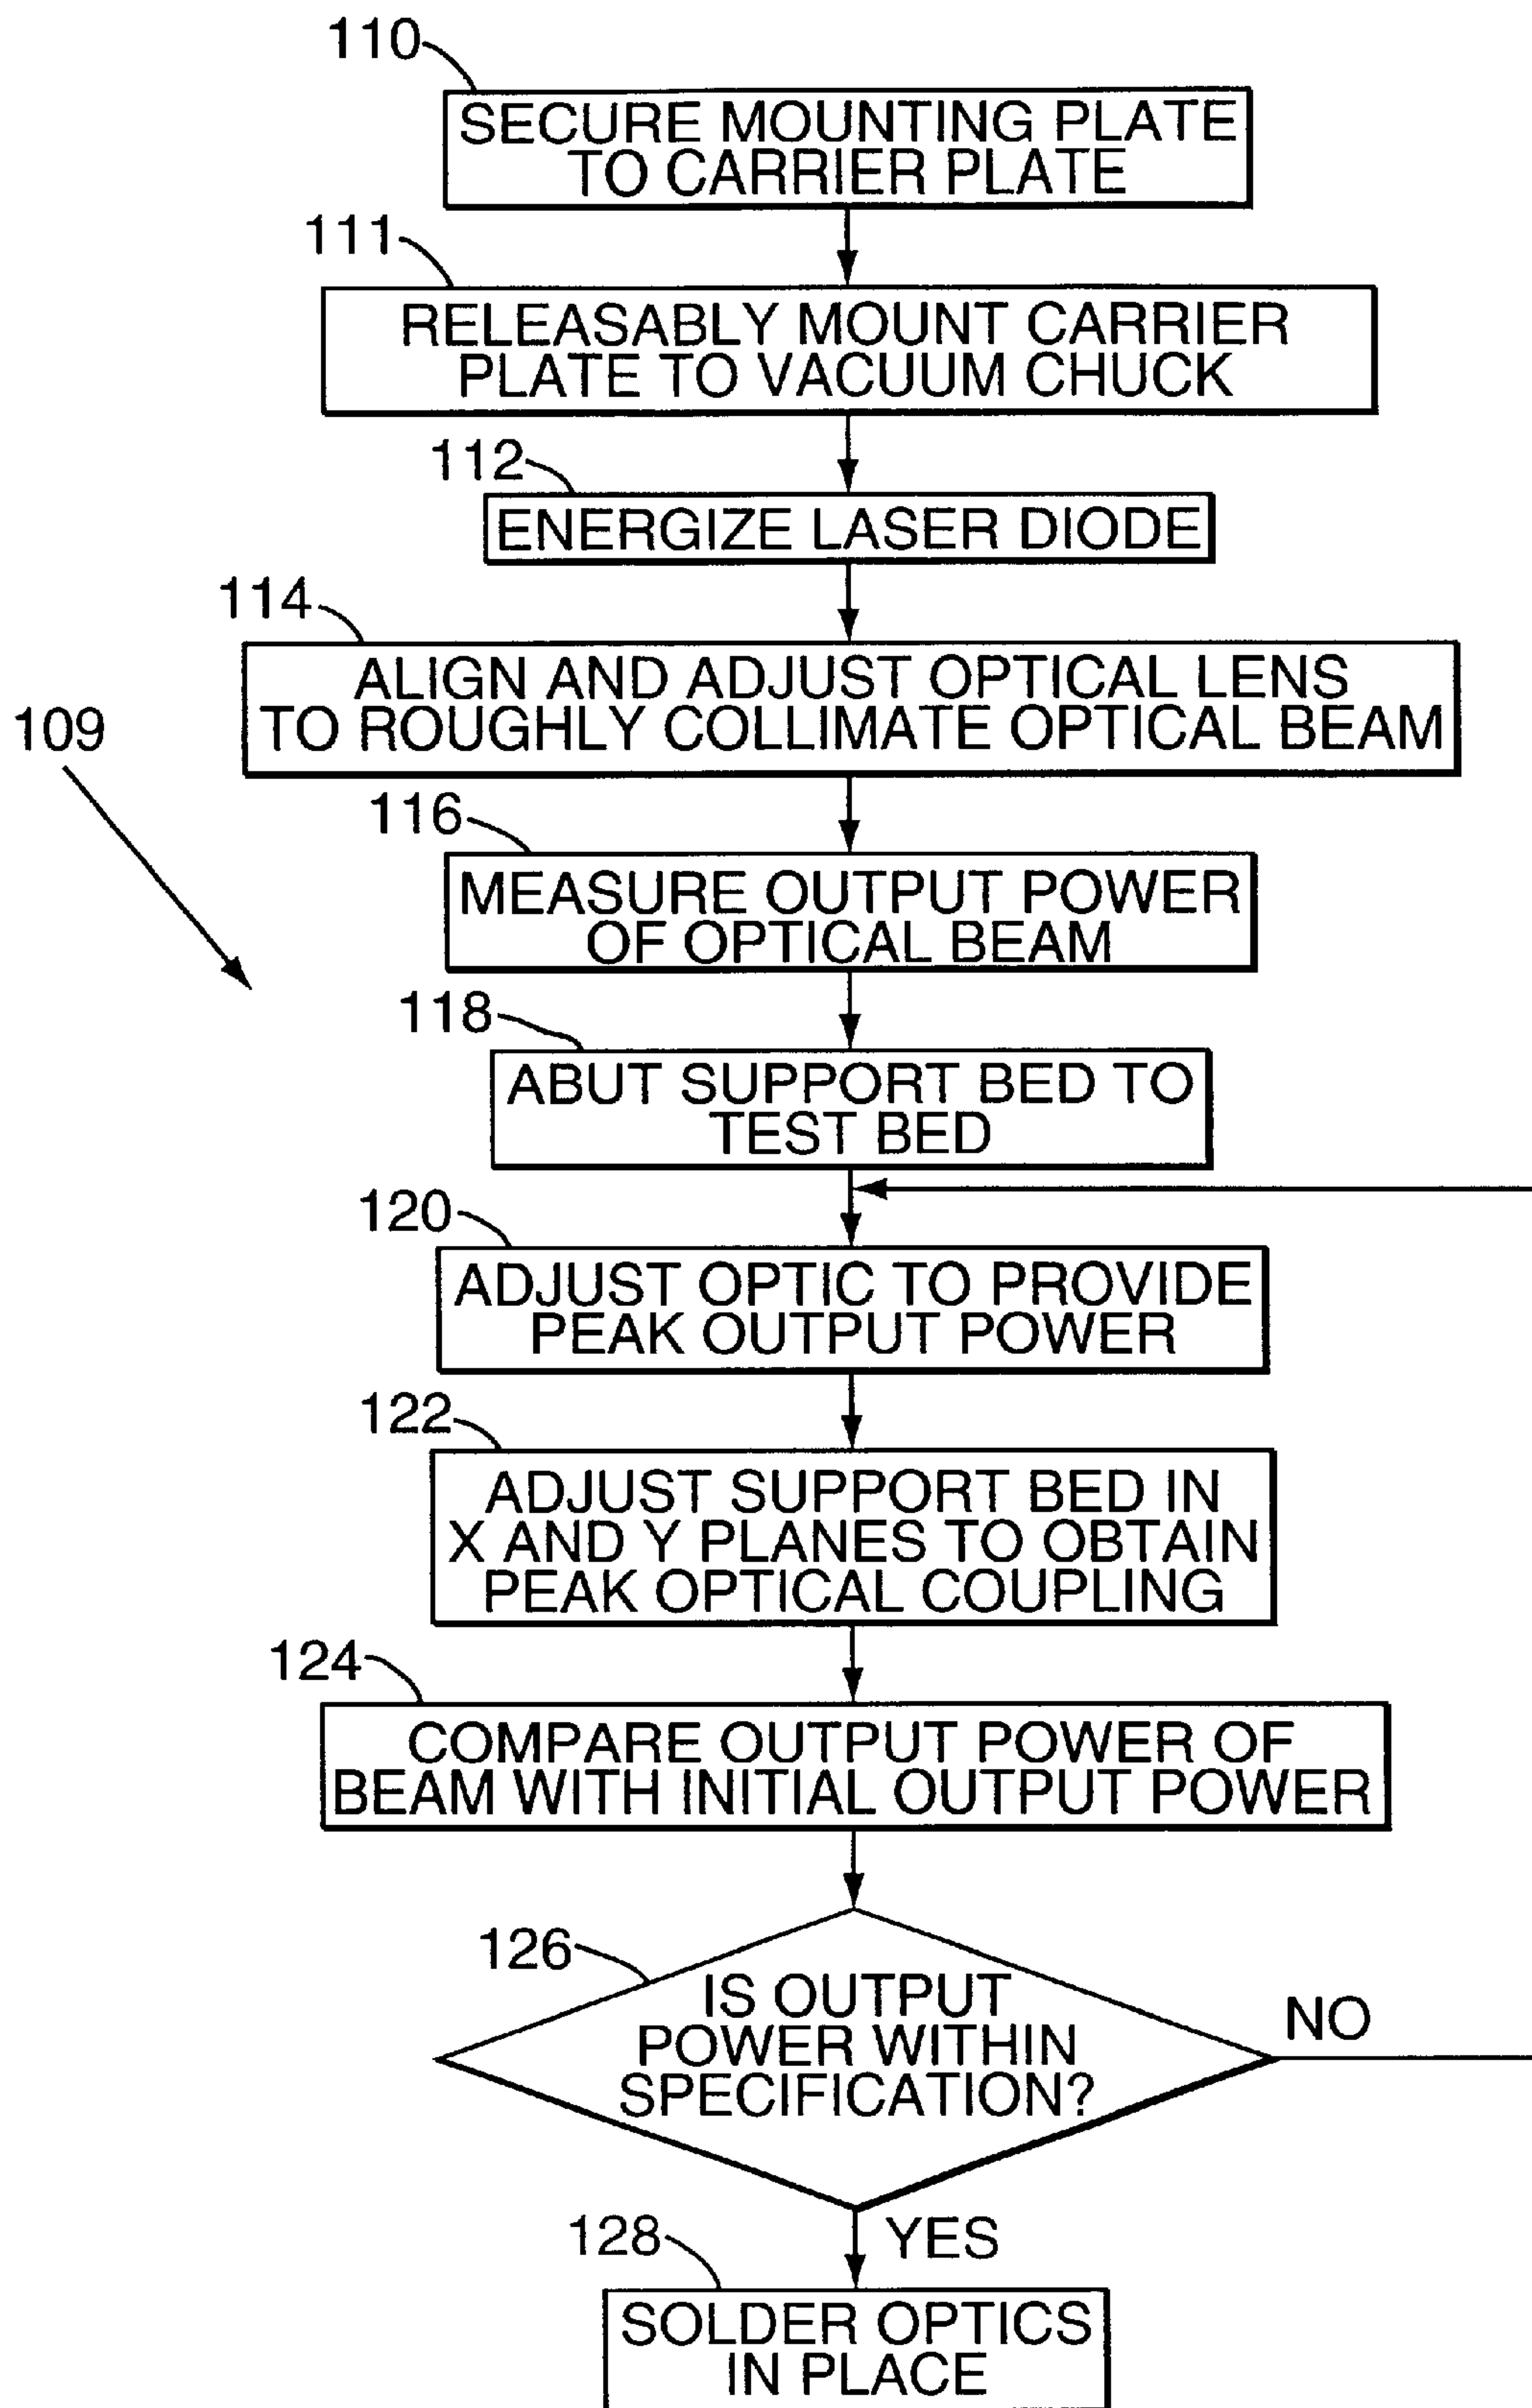 110
SECURE MOUNTING PLATE
TO CARRIER PLATE
111
RELEASABLY MOUNT CARRIER
PLATE TO VACUUM CHUCK
112
ENERGIZE LASER DIODE
114
ALIGN AND ADJUST OPTICAL LENS
TO ROUGHLY COLLIMATE OPTICAL BEAM
109
116
MEASURE OUTPUT POWER
OF OPTICAL BEAM
118
ABUT SUPPORT BED TO
TEST BED
120
ADJUST OPTIC TO PROVIDE
PEAK OUTPUT POWER
122
ADJUST SUPPORT BED IN
X AND Y PLANES TO OBTAIN
PEAK OPTICAL COUPLING
124
COMPARE OUTPUT POWER OF
BEAM WITH INITIAL OUTPUT POWER
126
IS OUTPUT
POWER WITHIN
SPECIFICATION?
NO
YES
128
SOLDER OPTICS
IN PLACE